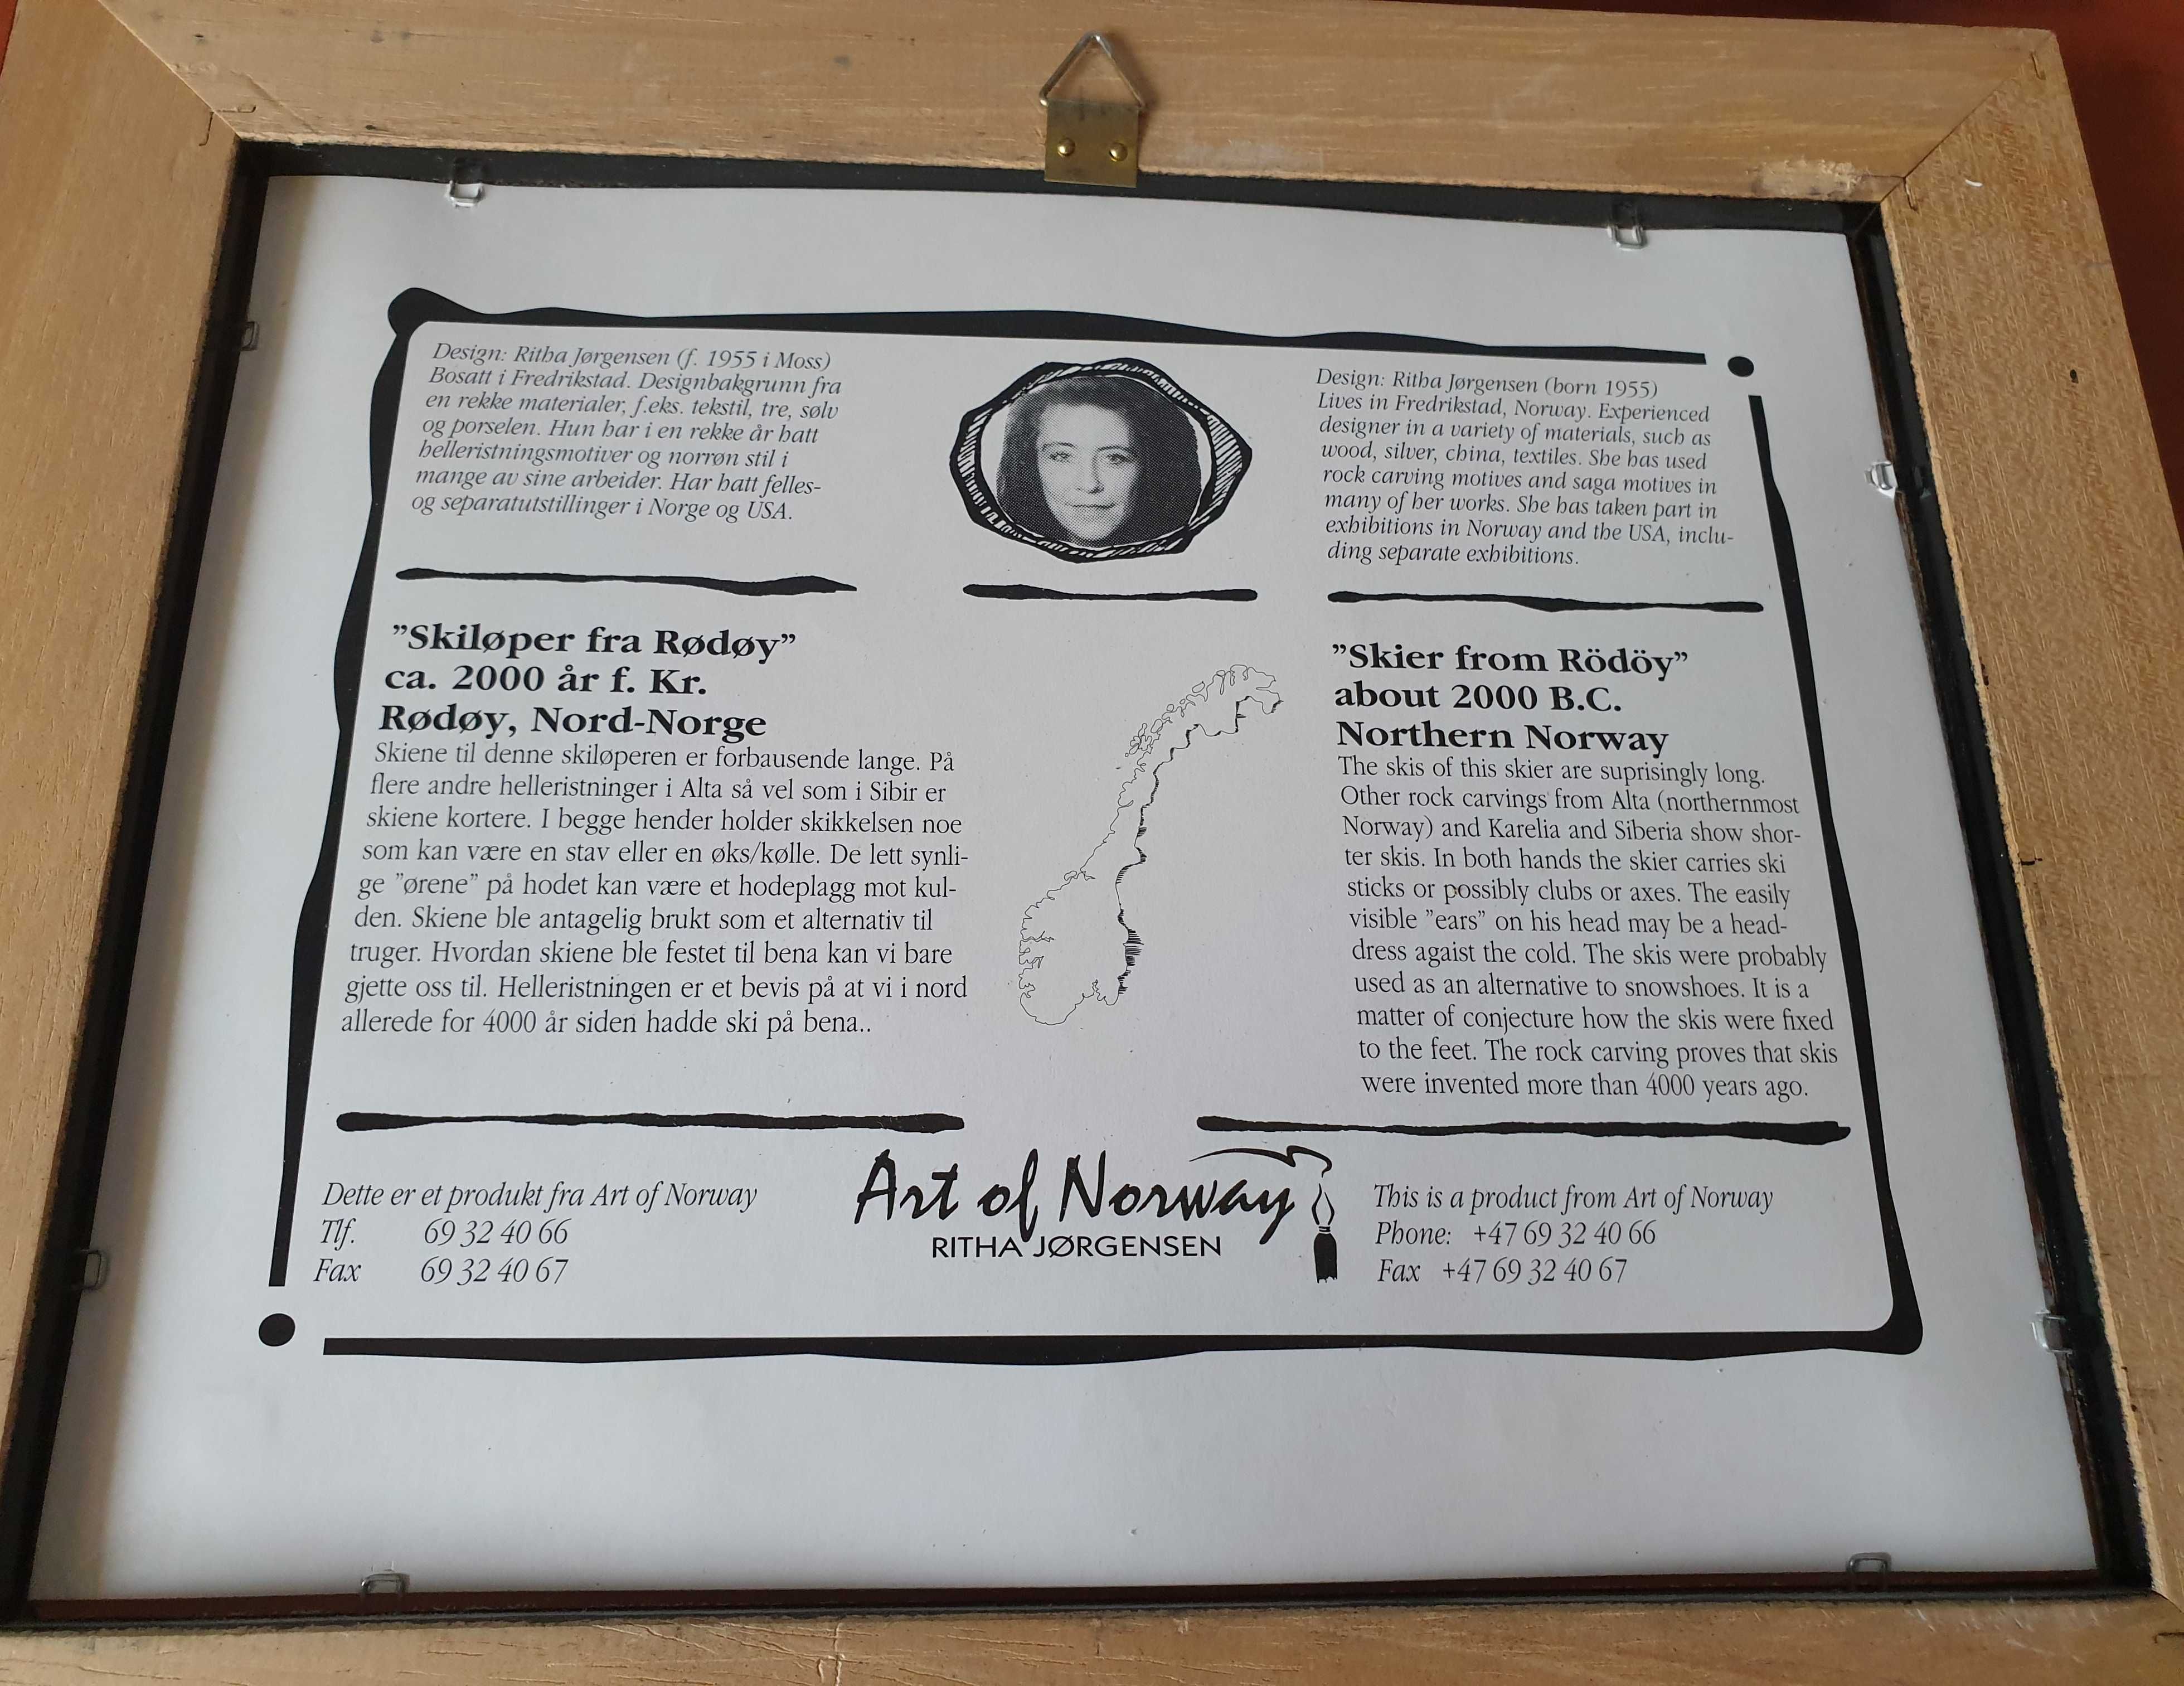 Design: Ritha Jørgensen (f. 1955 i Moss)
Bosatt i Fredrikstad. Designbakgrunn fra
en rekke materialer, f.eks. tekstil, tre, sølv
og porselen. Hun har i en rekke år hatt
helleristningsmotiver og norrøn stil i
mange av sine arbeider. Har hatt felles-
og separatutstillinger i Norge og USA.
Design: Ritha Jørgensen (born 1955)
Lives in Fredrikstad, Norway. Experienced
designer in a variety of materials, such as
wood, silver, china, textiles. She has used
rock carving motives and saga motives in
many of her works. She has taken part in
exhibitions in Norway and the USA, inclu-
ding separate exhibitions.
”Skiløper fra Rødøy”
ca. 2000 år f. Kr.
Rødøy, Nord-Norge
Skiene til denne skiløperen er forbausende lange. På
flere andre helleristninger i Alta så vel som i Sibir er
skiene kortere. I begge hender holder skikkelsen noe
som kan være en stav eller en øks/kølle. De lett synli-
ge ”ørene” på hodet kan være et hodeplagg mot kul-
den. Skiene ble antagelig brukt som et alternativ til
truger. Hvordan skiene ble festet til bena kan vi bare
gjette oss til. Helleristningen er et bevis på at vi i nord
allerede for 4000 år siden hadde ski på bena..
”Skier from Rödöy”
about 2000 B.C.
Northern Norway
The skis of this skier are suprisingly long.
Other rock carvings from Alta (northernmost
Norway) and Karelia and Siberia show shor-
ter skis. In both hands the skier carries ski
sticks or possibly clubs or axes. The easily
visible ”ears” on his head may be a head-
dress agaist the cold. The skis were probably
used as an alternative to snowshoes. It is a
matter of conjecture how the skis were fixed
to the feet. The rock carving proves that skis
were invented more than 4000 years ago.
Dette er et produkt fra Art of Norway
Tlf. 69 32 40 66
Fax 69 32 40 67
Art of Norway
RITHA JØRGENSEN
This is a product from Art of Norway
Phone: +47 69 32 40 66
Fax +47 69 32 40 67